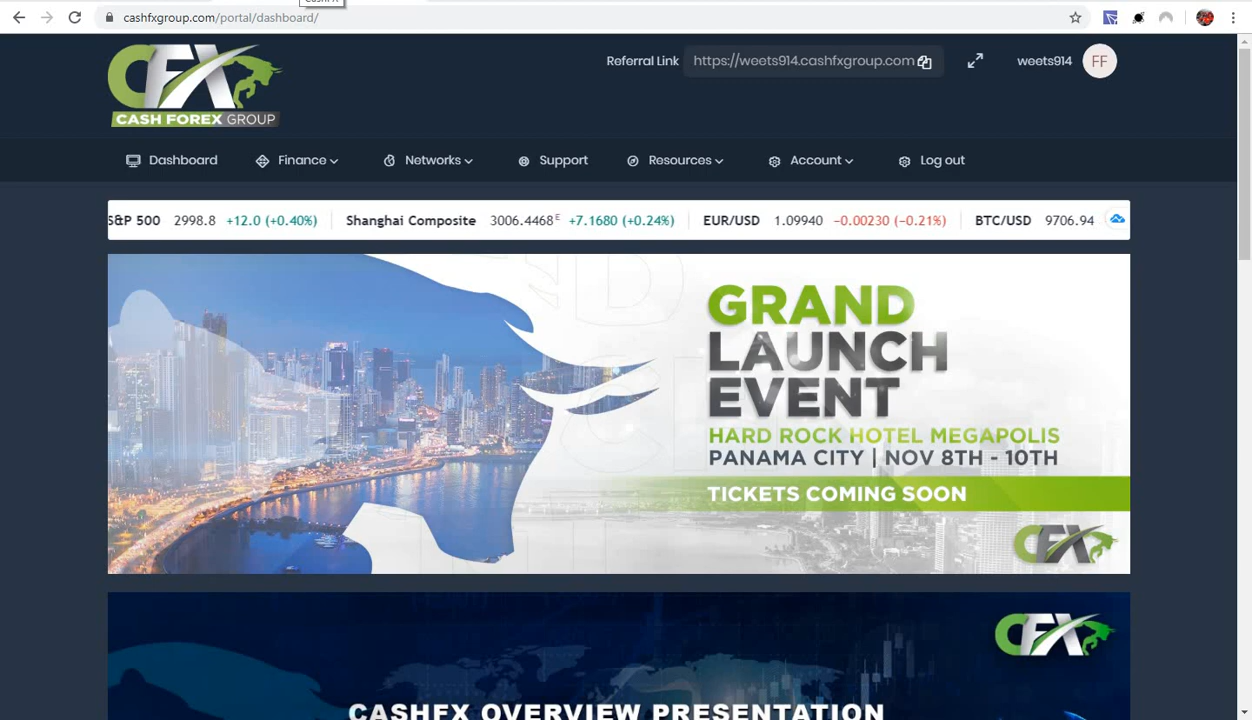 cashfxgroup.com/portal/dashboard/
CFX
CASH FOREX GROUP
Referral Link https://weets914.cashfxgroup.com weets914 FF
Dashboard Finance Networks Support Resources Account Log out
S&P 500 2998.8 +12.0 (+0.40%) Shanghai Composite 3006.4468 E +7.1680 (+0.24%) EUR/USD 1.09940 −0.00230 (−0.21%) BTC/USD 9706.94
GRAND
LAUNCH
EVENT
HARD ROCK HOTEL MEGAPOLIS
PANAMA CITY | NOV 8TH - 10TH
TICKETS COMING SOON
CFX
CFX
CASHFX OVERVIEW PRESENTATION